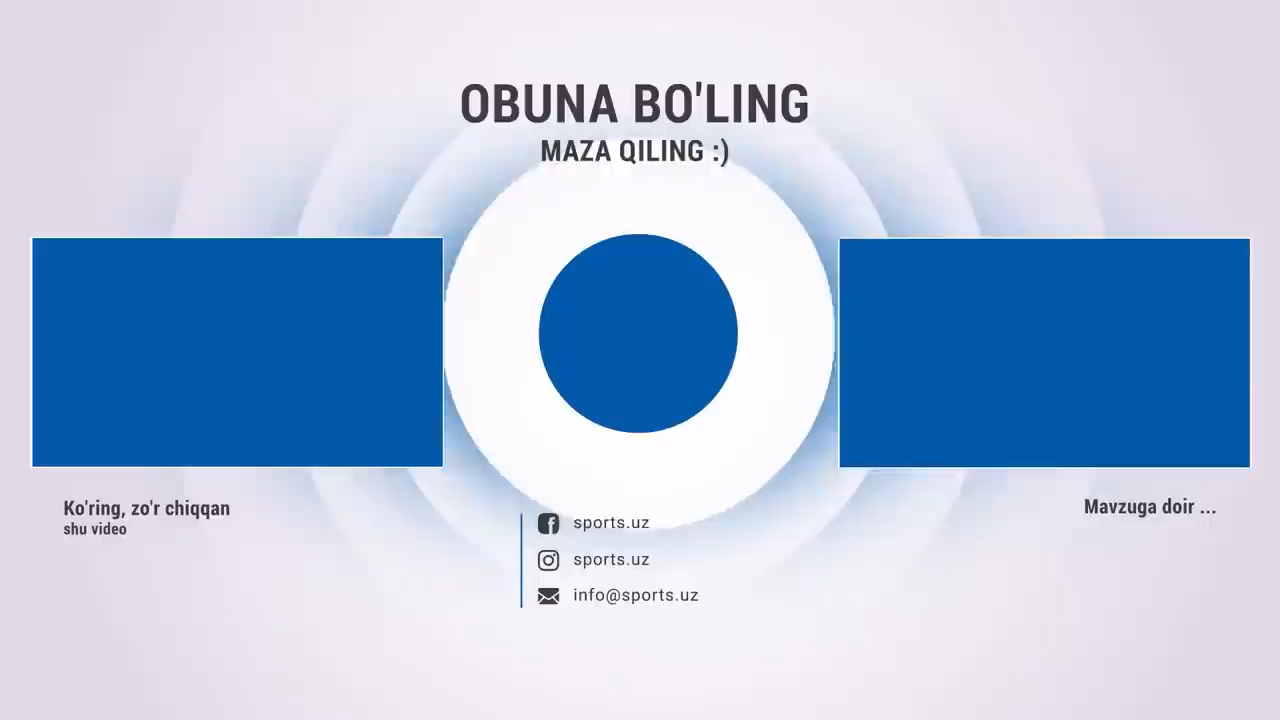 OBUNA BO'LING
MAZA QILING :)
Ko'ring, zo'r chiqqan
shu video
Mavzuga doir ...
sports.uz
sports.uz
info@sports.uz